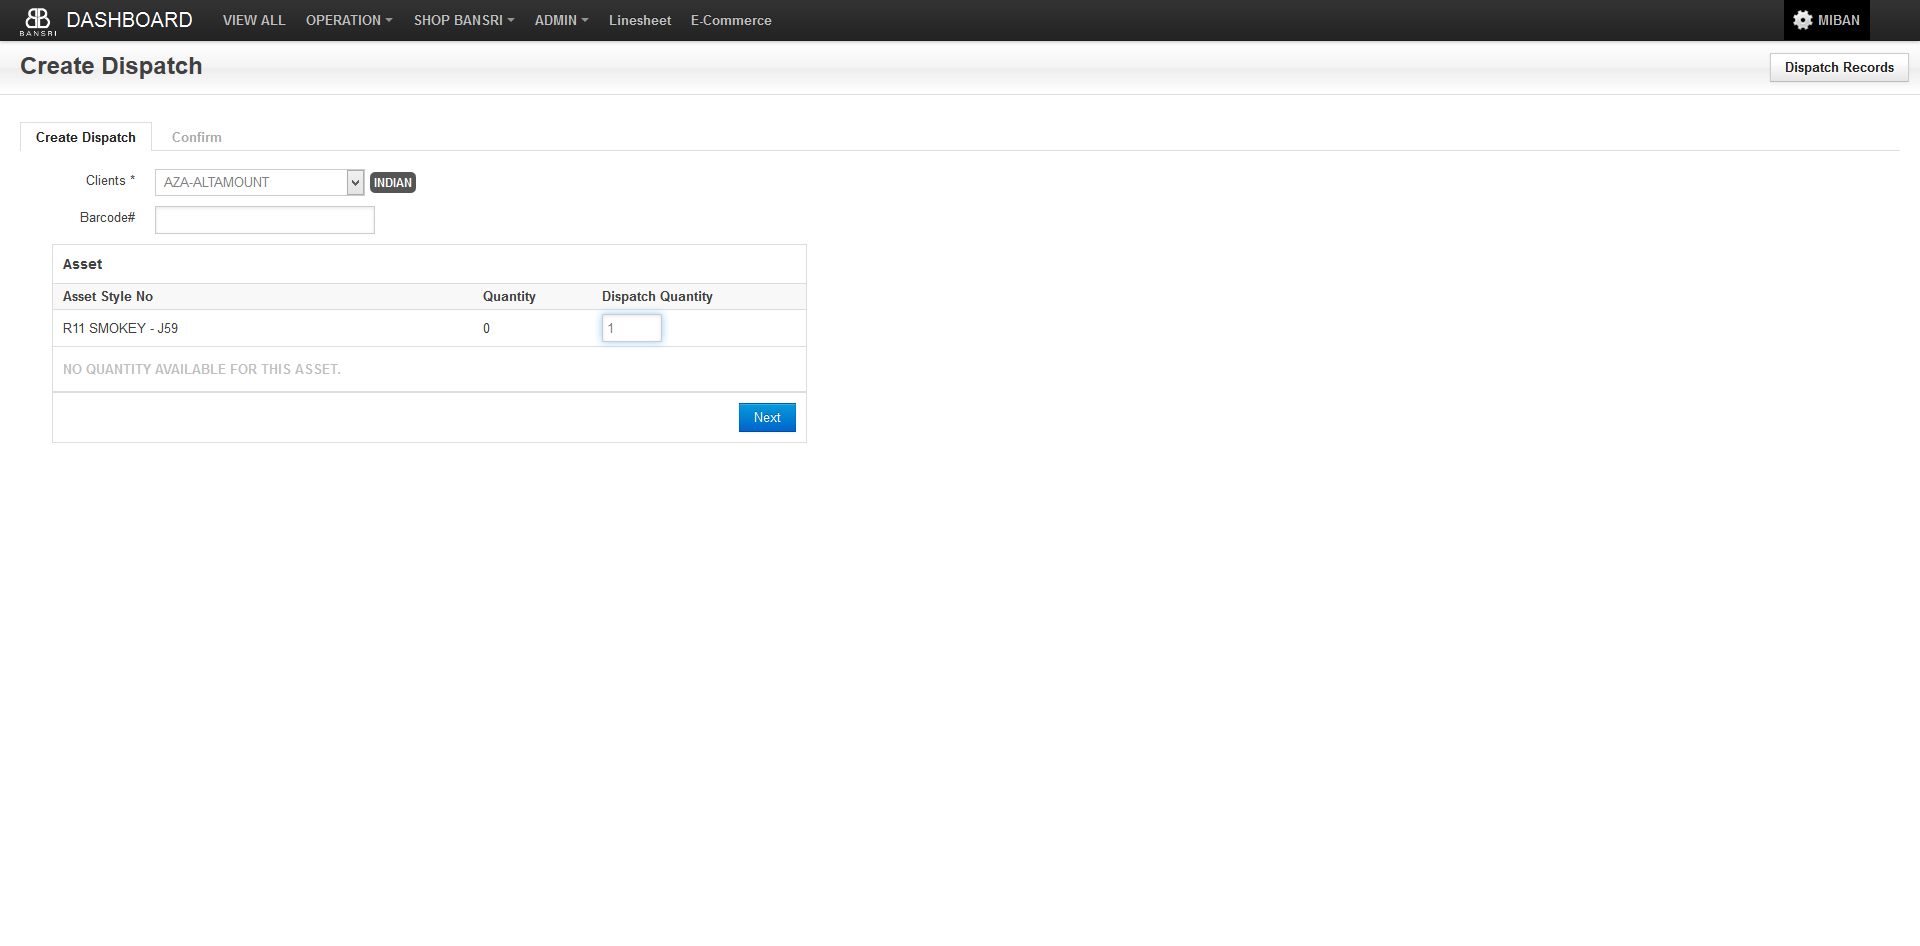 BANSRI DASHBOARD VIEW ALL OPERATION SHOP BANSRI ADMIN Linesheet E-Commerce MIBAN
Create Dispatch Dispatch Records
Create Dispatch Confirm
Clients * AZA-ALTAMOUNT INDIAN
Barcode#
Asset
Asset Style No Quantity Dispatch Quantity
R11 SMOKEY - J59 0 1
NO QUANTITY AVAILABLE FOR THIS ASSET.
Next